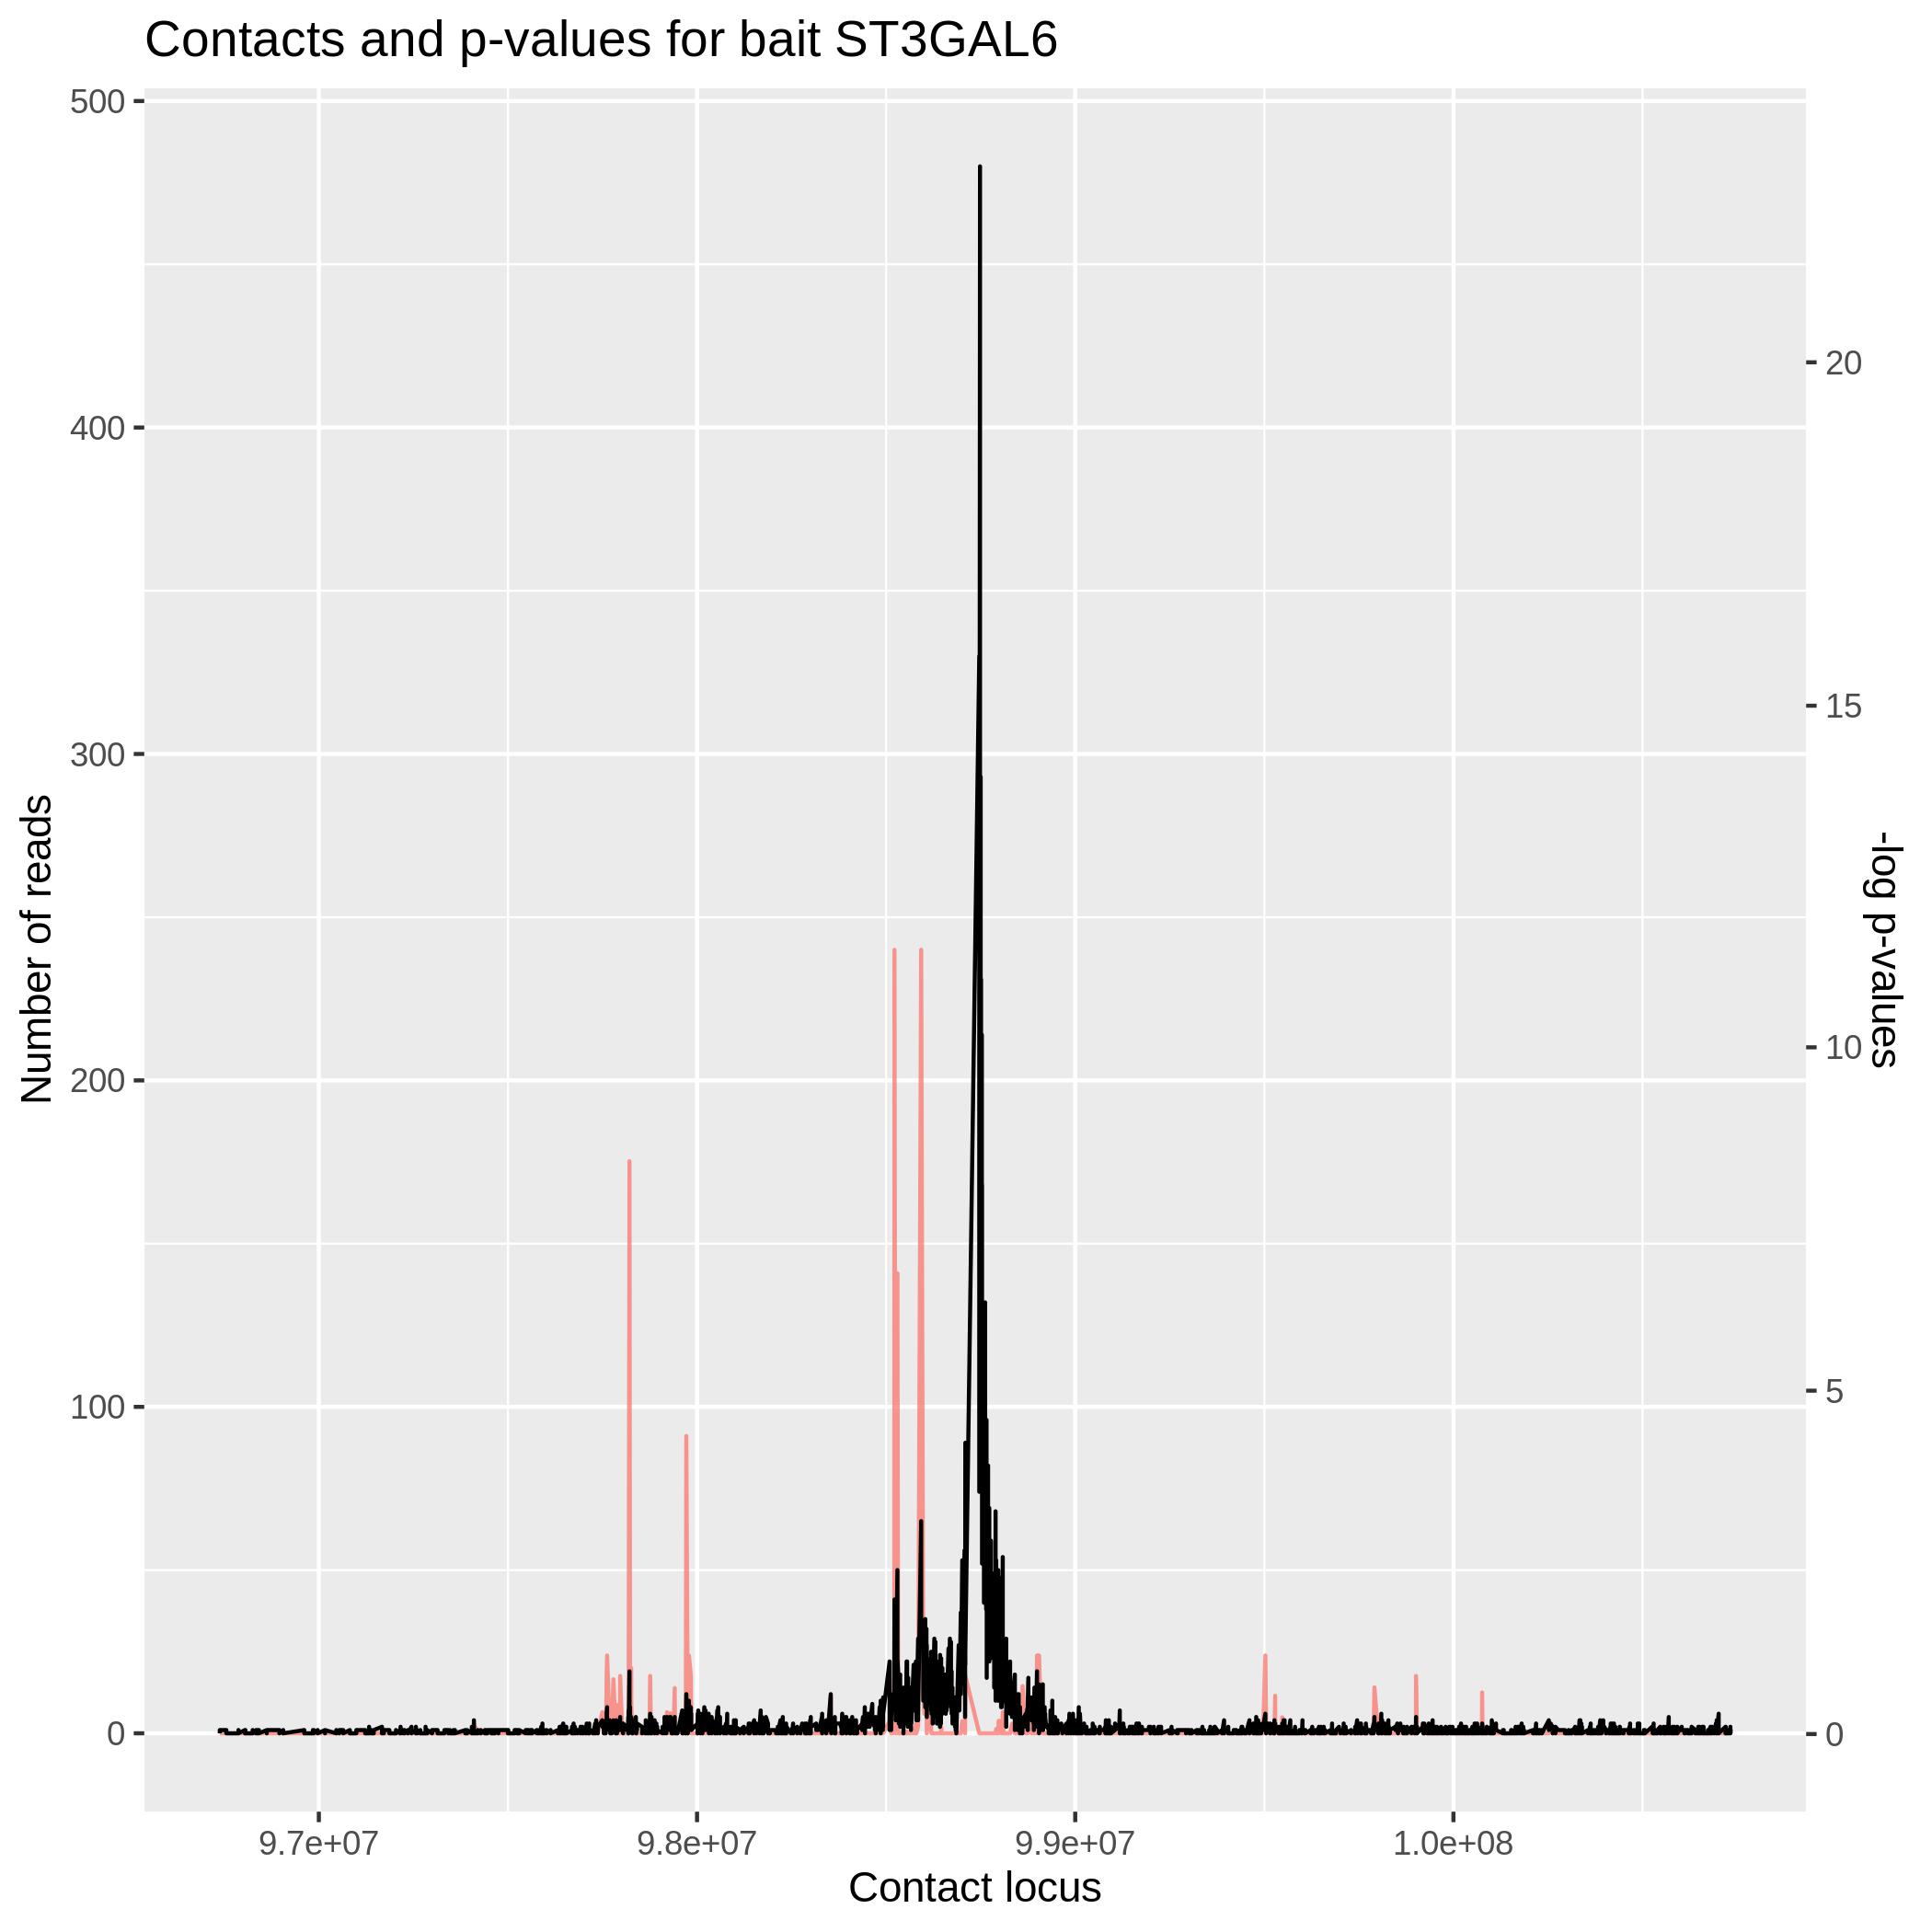 Contacts and p-values for bait ST3GAL6
500
400
300
200
100
0
Number of reads
20
15
10
5
0
-log p-values
9.7e+07
9.8e+07
9.9e+07
1.0e+08
Contact locus